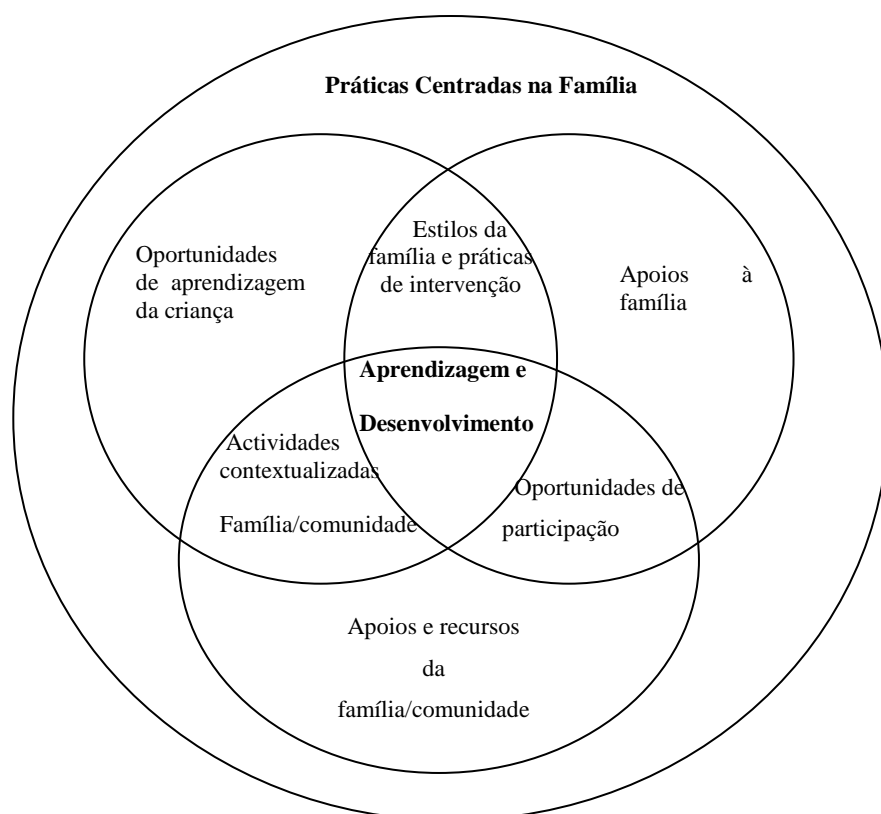 Práticas Centradas na Família
Oportunidades
de aprendizagem
da criança
Estilos da
família e práticas
de intervenção
Apoios à
família
Aprendizagem e
Desenvolvimento
Actividades
contextualizadas
Família/comunidade
Oportunidades de
participação
Apoios e recursos
da
família/comunidade